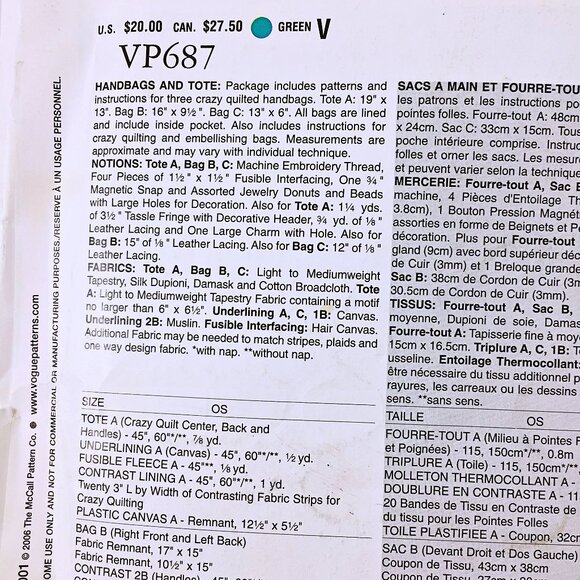 U.S. $20.00 CAN. $27.50 GREEN V
VP687
HANDBAGS AND TOTE: Package includes patterns and
instructions for three crazy quilted handbags. Tote A: 19" x
13". Bag B: 16" x 9½ ". Bag C: 13" x 6". All bags are lined
and include inside pocket. Also includes instructions for
crazy quilting and embellishing bags. Measurements are
approximate and may vary with individual technique.
NOTIONS: Tote A, Bag B, C: Machine Embroidery Thread,
Four Pieces of 1½" x 1½ " Fusible Interfacing, One ¾ "
Magnetic Snap and Assorted Jewelry Donuts and Beads
with Large Holes for Decoration. Also for Tote A: 1¼ yds.
of 3½ " Tassle Fringe with Decorative Header, ¾ yd. of ⅛ "
Leather Lacing and One Large Charm with Hole. Also for
Bag B: 15" of ⅛ " Leather Lacing. Also for Bag C: 12" of ⅛ "
Leather Lacing.
FABRICS: Tote A, Bag B, C: Light to Mediumweight
Tapestry, Silk Dupioni, Damask and Cotton Broadcloth. Tote
A: Light to Mediumweight Tapestry Fabric containing a motif
no larger than 6" x 6½". Underlining A, C, 1B: Canvas.
Underlining 2B: Muslin. Fusible Interfacing: Hair Canvas.
Additional Fabric may be needed to match stripes, plaids and
one way design fabric. *with nap. **without nap.
SIZE OS
TOTE A (Crazy Quilt Center, Back and
Handles) - 45", 60"*/**, ⅞ yd.
UNDERLINING A (Canvas) - 45", 60"**, ½ yd.
FUSIBLE FLEECE A - 45"***, ⅛ yd.
CONTRAST LINING A - 45", 60"**/, 1 yd.
Twenty 3" L by Width of Contrasting Fabric Strips for
Crazy Quilting
PLASTIC CANVAS A - Remnant, 12½" x 5½"
BAG B (Right Front and Left Back)
Fabric Remnant, 17" x 15"
Fabric Remnant, 10½" x 15"
CONTRAST 2B (Handles) - 45", 60"
SACS A MAIN ET FOURRE-TOU
les patrons et les instructions po
pointes folles. Fourre-tout A: 48cm
x 24cm. Sac C: 33cm x 15cm. Tou
poche intérieure comprise. Instruc
folles et orner les sacs. Les mesu
et peuvent varier selon la technique
MERCERIE: Fourre-tout A, Sac B
machine, 4 Pièces d'Entoilage Th
3.8cm), 1 Bouton Pression Magnét
assorties en forme de Beignets et Pe
décoration. Plus pour Fourre-tout
gland (9cm) avec bord supérieur déc
de Cuir (3mm) et 1 Breloque grande
Sac B: 38cm de Cordon de Cuir (3m
30.5cm de Cordon de Cuir (3mm).
TISSUS: Fourre-tout A, Sac B,
moyenne, Dupioni de soie, Damas
Fourre-tout A: Tapisserie fine à mo
15cm x 16.5cm. Triplure A, C, 1B: To
usseline. Entoilage Thermocollant:
être nécessaire du tissu additionnel p
rayures, les carreaux ou les dessins
sens. **sans sens.
TAILLE OS
FOURRE-TOUT A (Milieu à Pointes F
et Poignées) - 115, 150cm*/**, 0.8m
TRIPLURE A (Toile) - 115, 150cm*/**
MOLLETON THERMOCOLLANT A -
DOUBLURE EN CONTRASTE A - 11
20 Bandes de Tissu en Contraste de
du tissu pour les Pointes Folles
TOILE PLASTIFIEE A - Coupon, 32cm
SAC B (Devant Droit et Dos Gauche)
Coupon de Tissu, 43cm x 38cm
001 © 2006 The McCall Pattern Co. ● www.voguepatterns.com
OME USE ONLY AND NOT FOR COMMERCIAL OR MANUFACTURING PURPOSES./RESERVÉ À UN USAGE PERSONNEL.